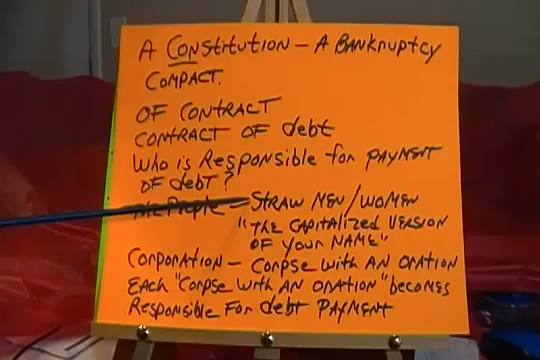 A CONstitution – A BANKRUPTCY
COMPACT.
OF CONTRACT
CONTRACT OF debt
WHO is RESPONSIBLE for PAYMENT
OF debt?
THE PEOPLE – STRAW MEN/WOMEN
"THE CAPITALIZED VERSION
OF YOUR NAME"
CORPORATION – CORPSE with AN ORATION
EACH "CORPSE WITH AN ORATION" becomes
RESPONSIBLE FOR debt PAYMENT